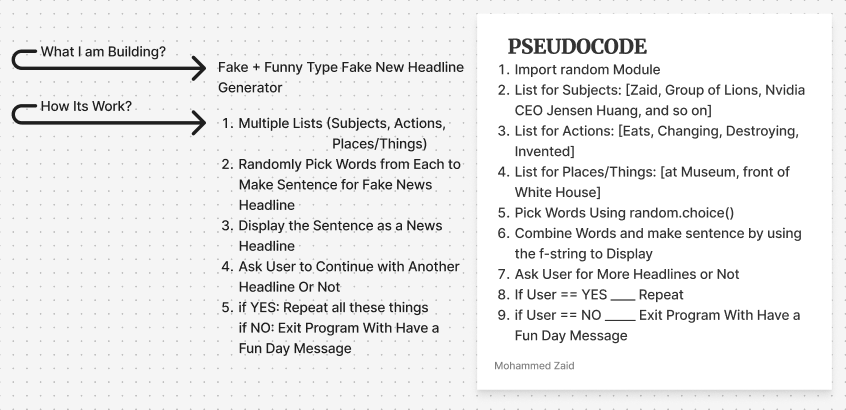 What I am Building?
Fake + Funny Type Fake New Headline
Generator
How Its Work?
1. Multiple Lists (Subjects, Actions,
Places/Things)
2. Randomly Pick Words from Each to
Make Sentence for Fake News
Headline
3. Display the Sentence as a News
Headline
4. Ask User to Continue with Another
Headline Or Not
5. if YES: Repeat all these things
if NO: Exit Program With Have a
Fun Day Message
PSEUDOCODE
1. Import random Module
2. List for Subjects: [Zaid, Group of Lions, Nvidia
CEO Jensen Huang, and so on]
3. List for Actions: [Eats, Changing, Destroying,
Invented]
4. List for Places/Things: [at Museum, front of
White House]
5. Pick Words Using random.choice()
6. Combine Words and make sentence by using
the f-string to Display
7. Ask User for More Headlines or Not
8. If User == YES ____ Repeat
9. if User == NO _____ Exit Program With Have a
Fun Day Message
Mohammed Zaid